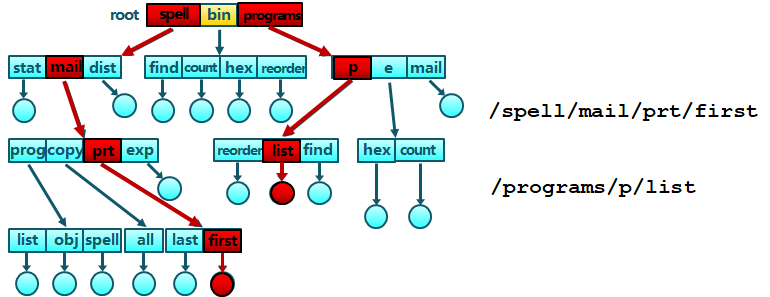 root spell bin programs
stat mail dist find count hex reorder p e mail
/spell/mail/prt/first
prog copy prt exp reorder list find hex count
/programs/p/list
list obj spell all last first